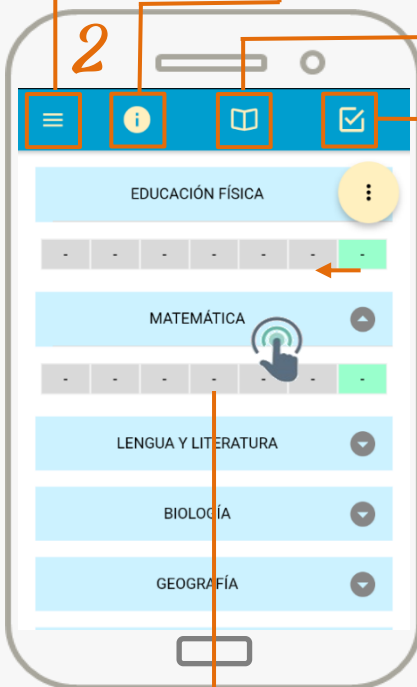 2
EDUCACIÓN FÍSICA
- - - - - - -
MATEMÁTICA
- - - - - - -
LENGUA Y LITERATURA
BIOLOGÍA
GEOGRAFÍA